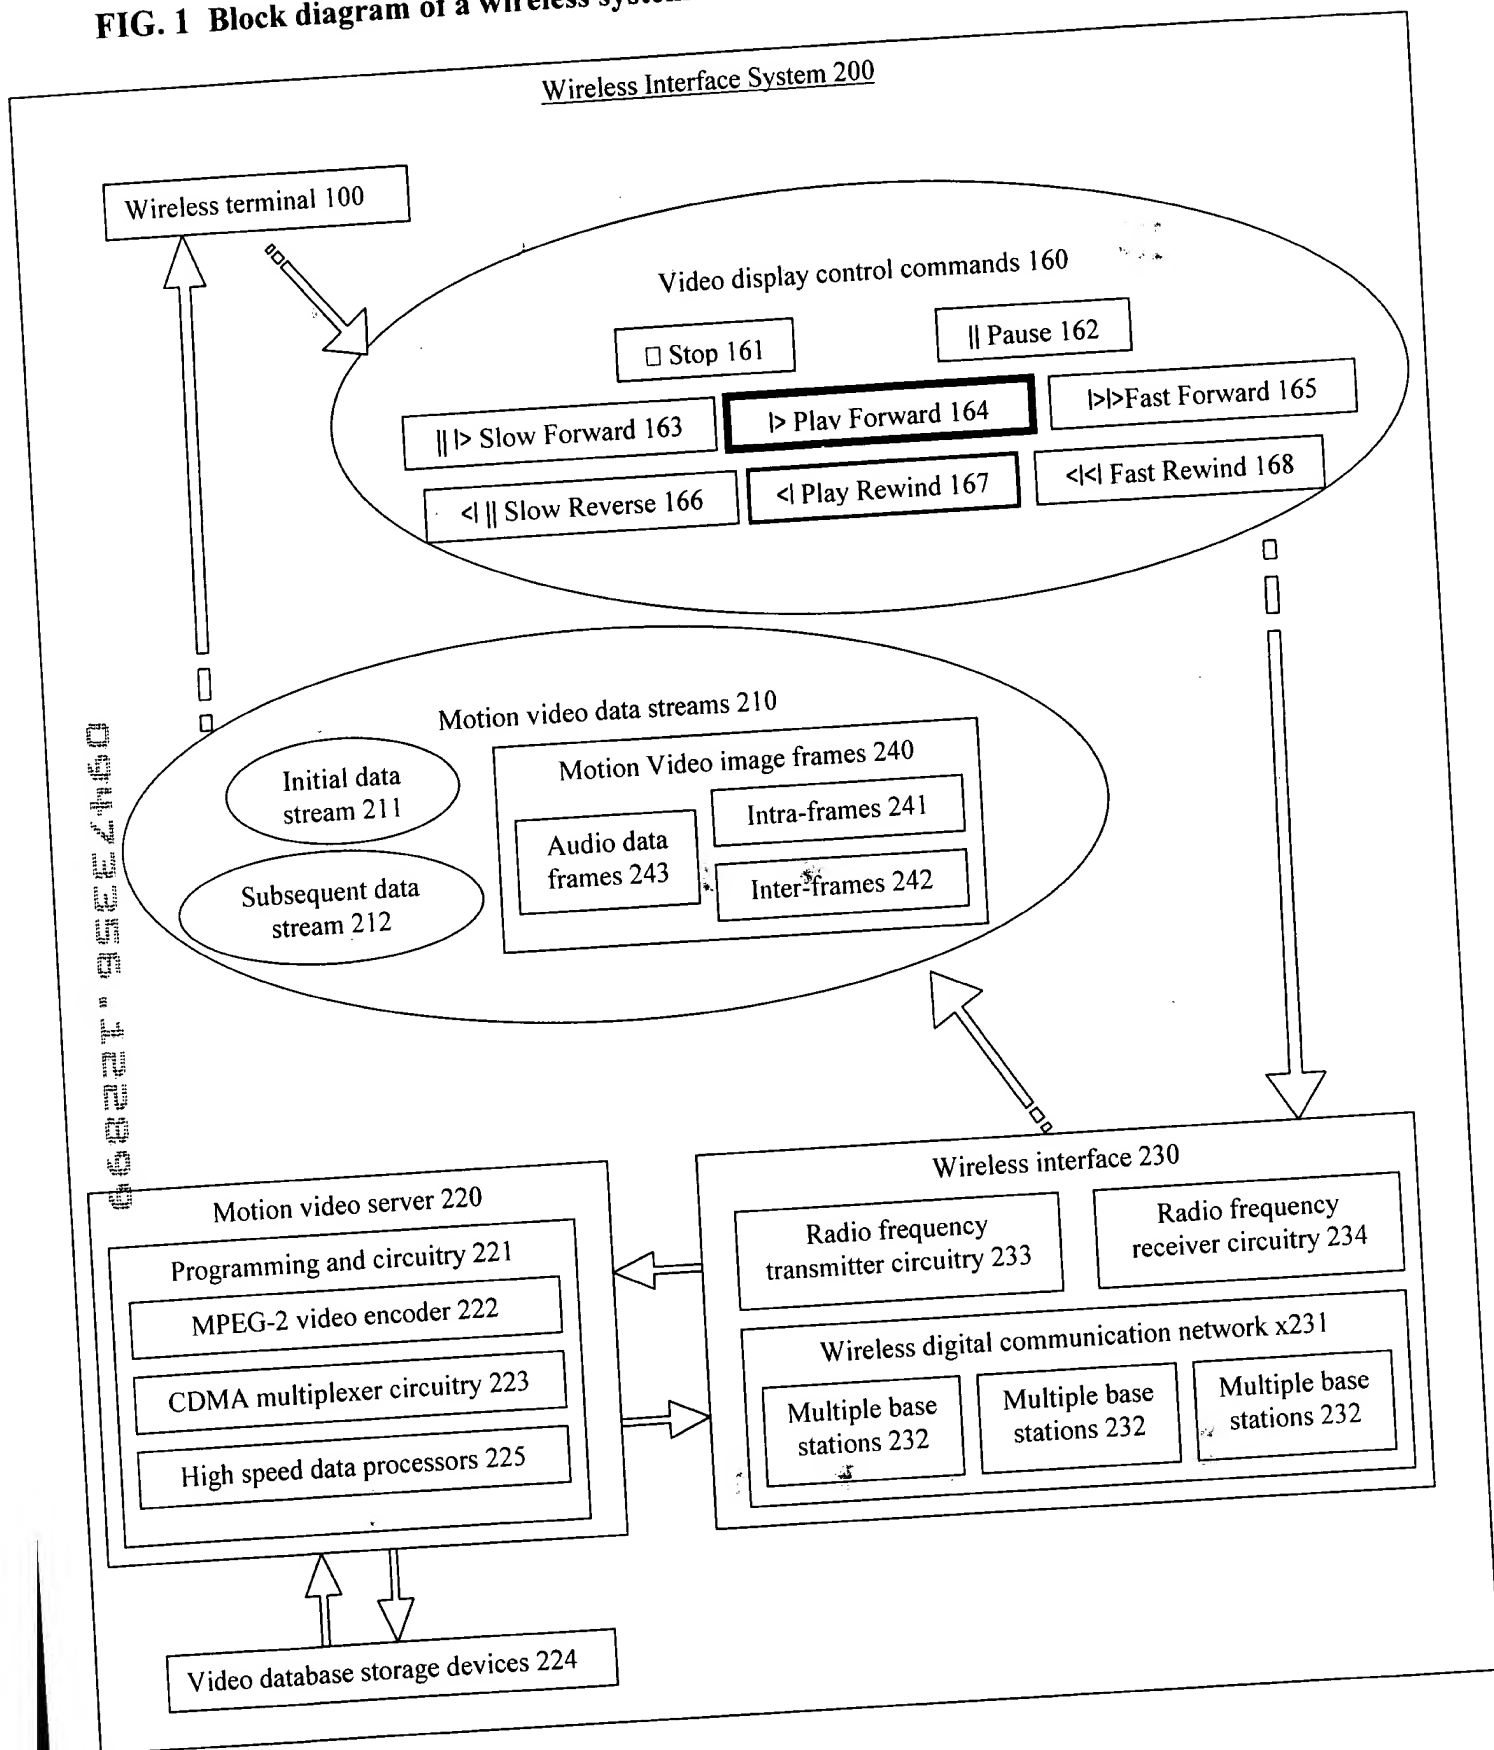 FIG. 1 Block diagram of a wireless system
Wireless Interface System 200
Wireless terminal 100
Video display control commands 160
□ Stop 161
|| Pause 162
|| |> Slow Forward 163
|> Play Forward 164
|>|>Fast Forward 165
<| || Slow Reverse 166
<| Play Rewind 167
<|<| Fast Rewind 168
Motion video data streams 210
Initial data
stream 211
Subsequent data
stream 212
Motion Video image frames 240
Audio data
frames 243
Intra-frames 241
Inter-frames 242
09473356.122899
Motion video server 220
Programming and circuitry 221
MPEG-2 video encoder 222
CDMA multiplexer circuitry 223
High speed data processors 225
Video database storage devices 224
Wireless interface 230
Radio frequency
transmitter circuitry 233
Radio frequency
receiver circuitry 234
Wireless digital communication network x231
Multiple base
stations 232
Multiple base
stations 232
Multiple base
stations 232